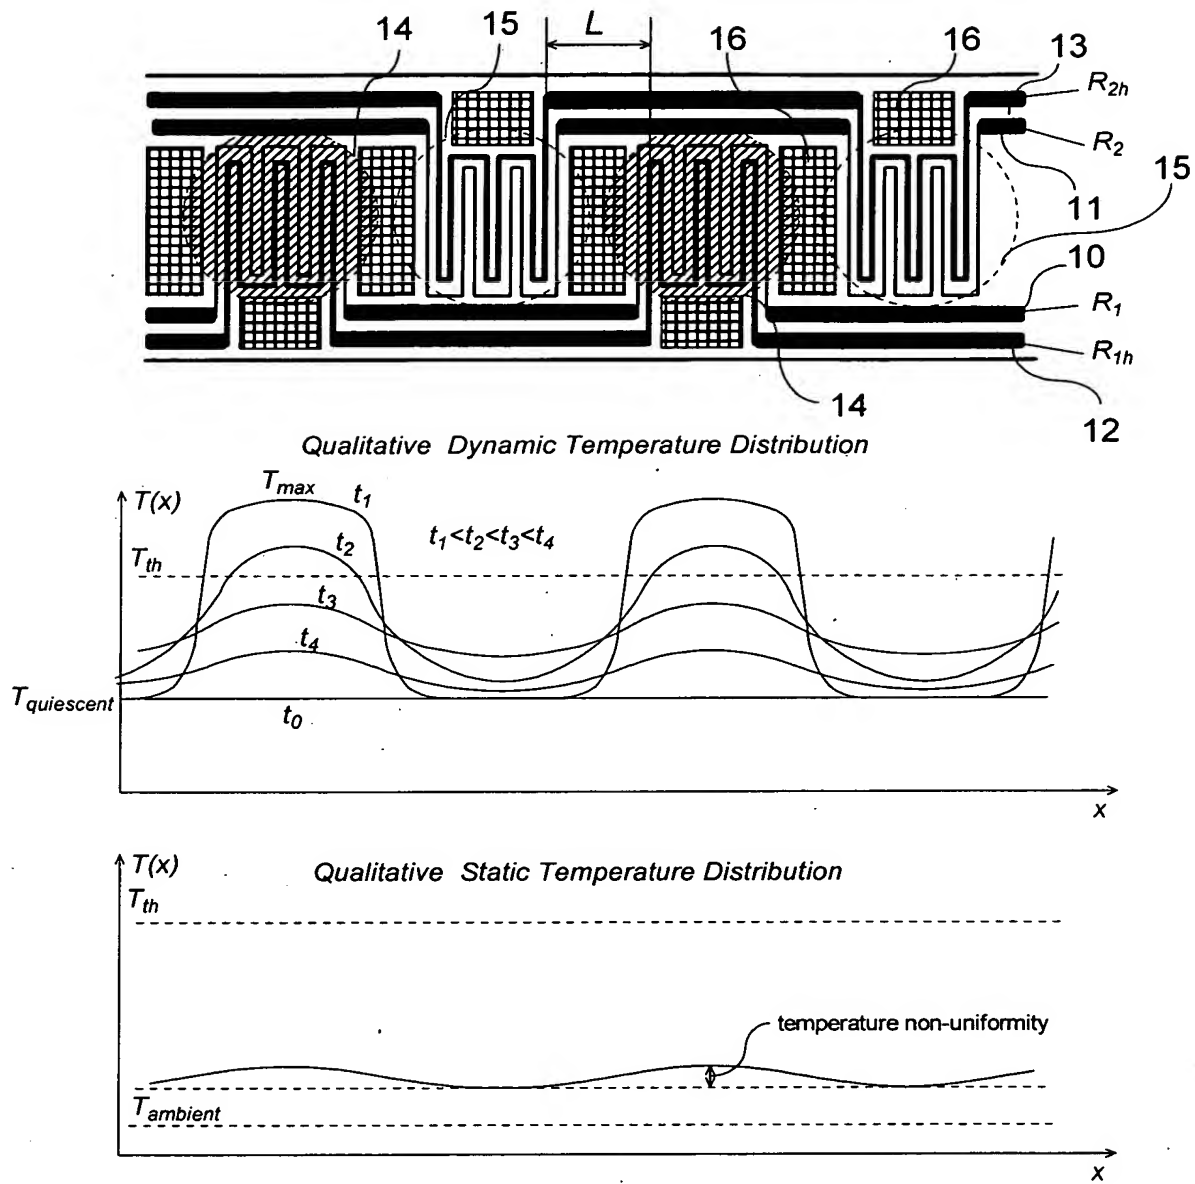 14
15
L
16
16
13
R2h
R2
11
15
10
R1
R1h
14
12
Qualitative Dynamic Temperature Distribution
T(x)
Tmax
t1
t2
t1<t2<t3<t4
Tth
t3
t4
Tquiescent
t0
x
T(x)
Qualitative Static Temperature Distribution
Tth
temperature non-uniformity
Tambient
x